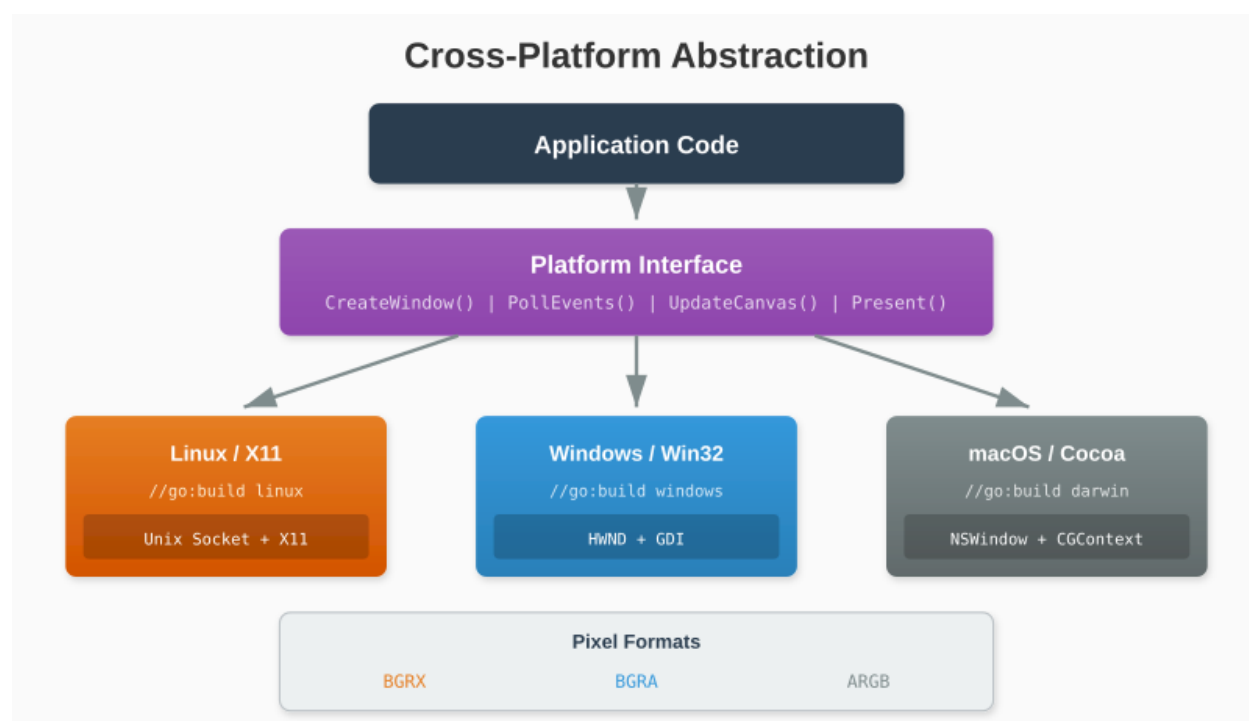 Cross-Platform Abstraction
Application Code
Platform Interface
CreateWindow() | PollEvents() | UpdateCanvas() | Present()
Linux / X11
//go:build linux
Unix Socket + X11
Windows / Win32
//go:build windows
HWND + GDI
macOS / Cocoa
//go:build darwin
NSWindow + CGContext
Pixel Formats
BGRX
BGRA
ARGB